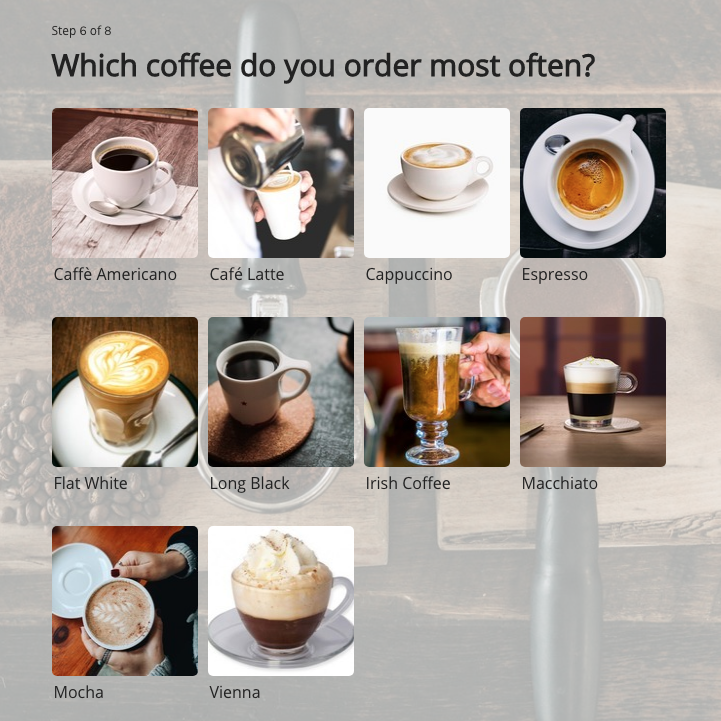 Step 6 of 8
Which coffee do you order most often?
Caffè Americano
Café Latte
Cappuccino
Espresso
Flat White
Long Black
Irish Coffee
Macchiato
Mocha
Vienna